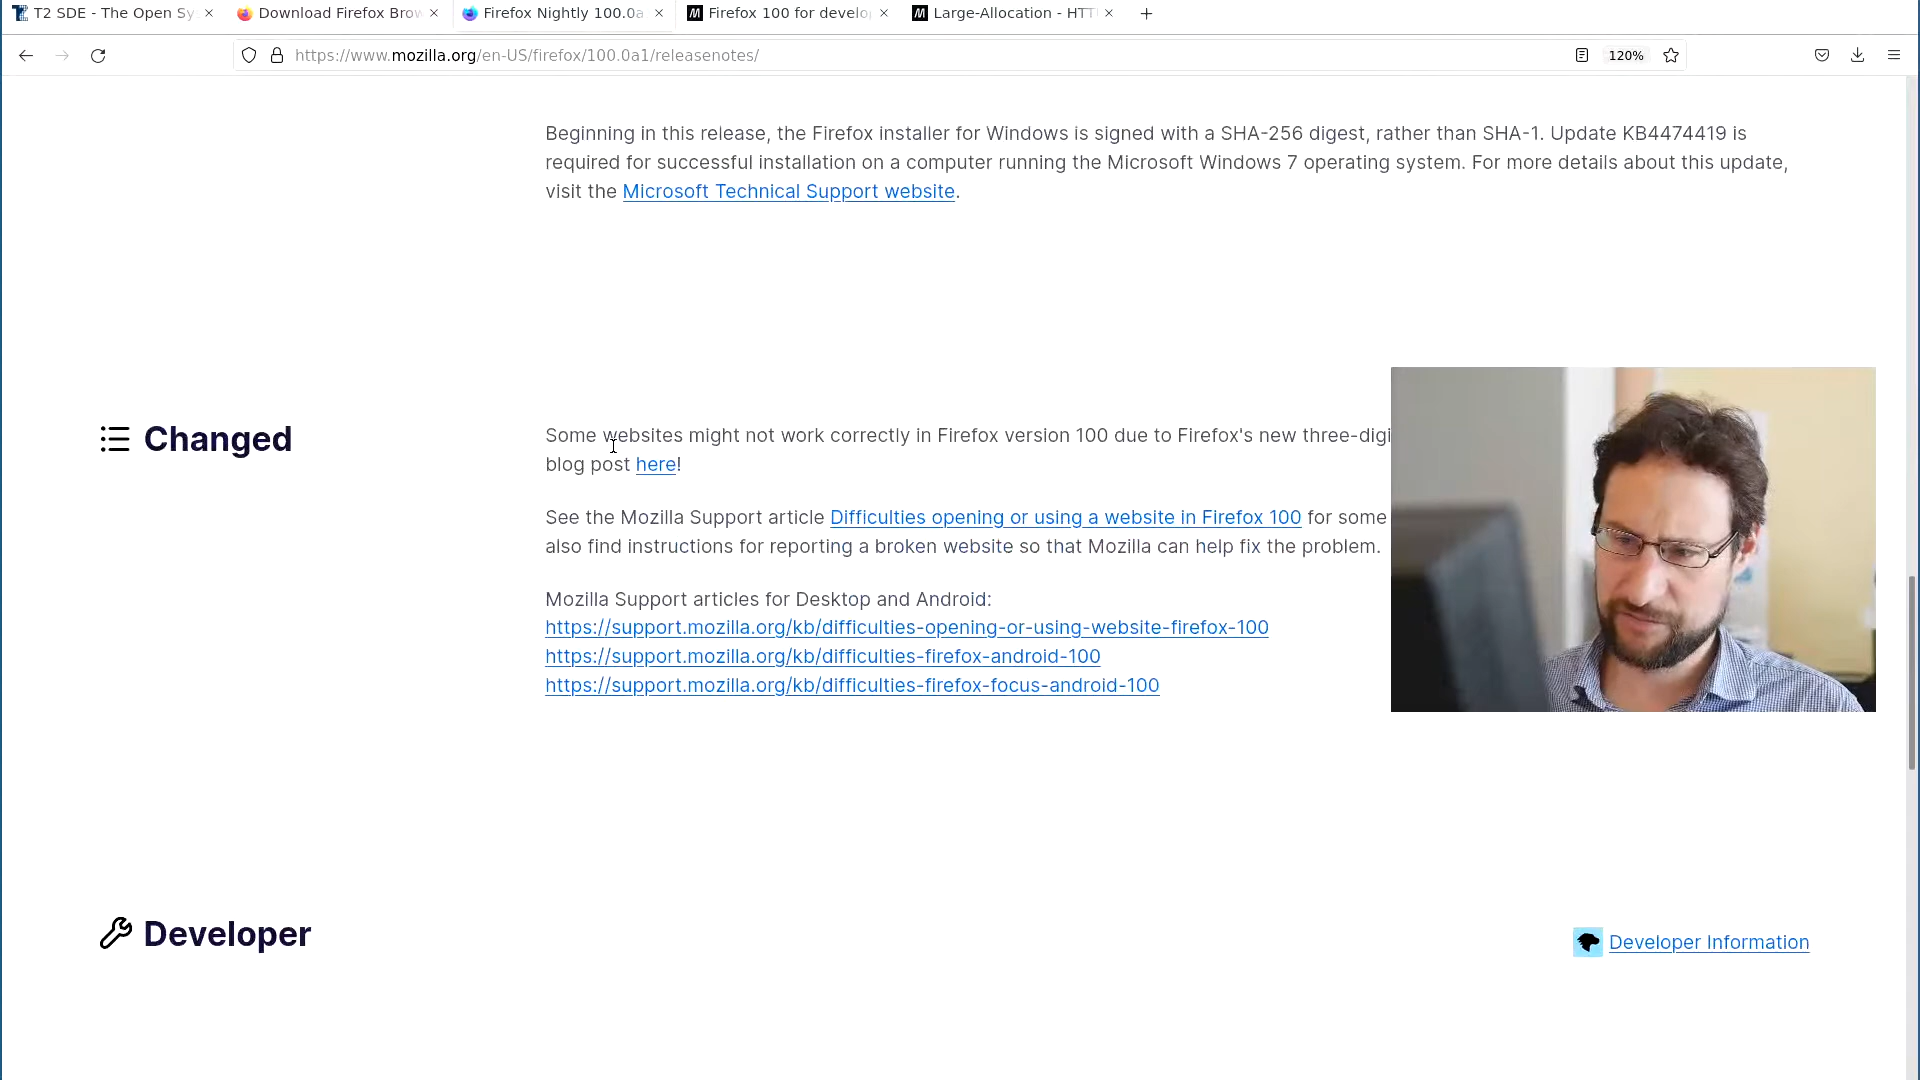 T2 SDE - The Open Sy
Download Firefox Brow
Firefox Nightly 100.0a
Firefox 100 for develo
Large-Allocation - HTT
https://www.mozilla.org/en-US/firefox/100.0a1/releasenotes/
120%
Beginning in this release, the Firefox installer for Windows is signed with a SHA-256 digest, rather than SHA-1. Update KB4474419 is
required for successful installation on a computer running the Microsoft Windows 7 operating system. For more details about this update,
visit the Microsoft Technical Support website.
Changed
Some websites might not work correctly in Firefox version 100 due to Firefox's new three-digi
blog post here!
See the Mozilla Support article Difficulties opening or using a website in Firefox 100 for some
also find instructions for reporting a broken website so that Mozilla can help fix the problem.
Mozilla Support articles for Desktop and Android:
https://support.mozilla.org/kb/difficulties-opening-or-using-website-firefox-100
https://support.mozilla.org/kb/difficulties-firefox-android-100
https://support.mozilla.org/kb/difficulties-firefox-focus-android-100
Developer
Developer Information